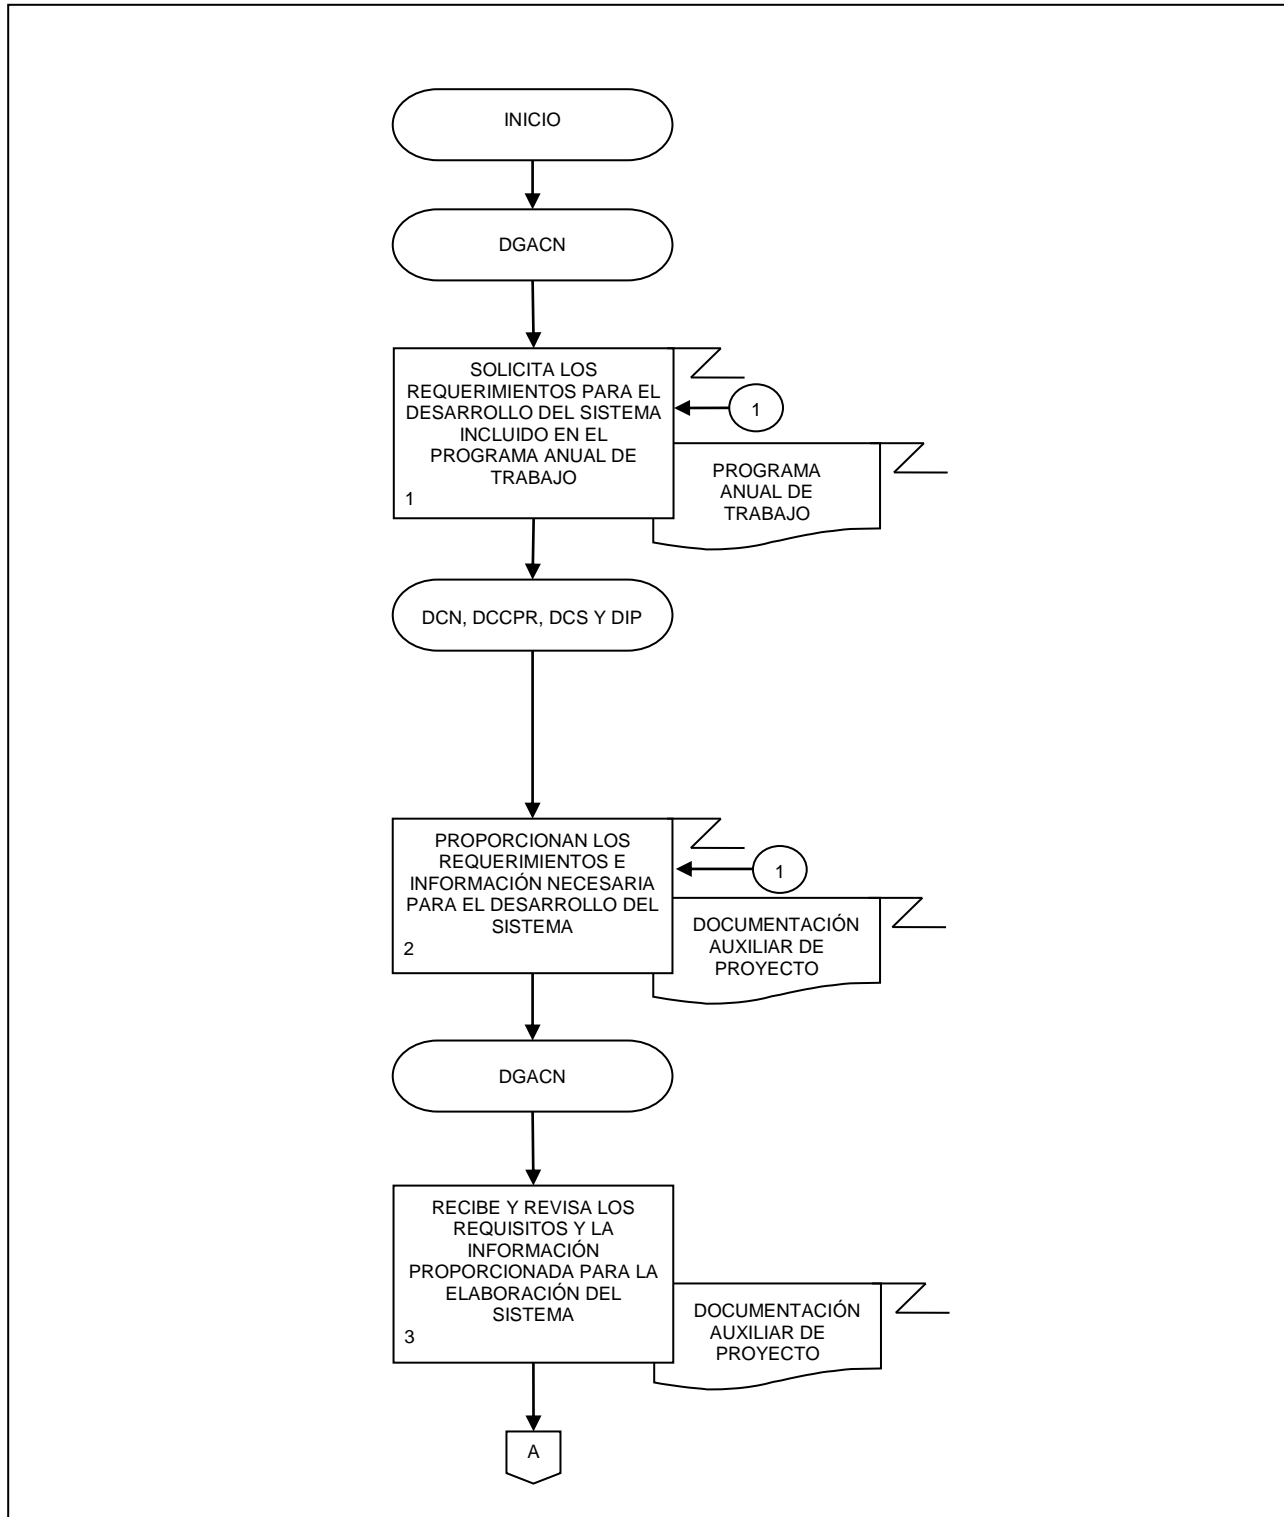 INICIO
DGACN
SOLICITA LOS
REQUERIMIENTOS PARA EL
DESARROLLO DEL SISTEMA
INCLUIDO EN EL
PROGRAMA ANUAL DE
TRABAJO
1
1
PROGRAMA
ANUAL DE
TRABAJO
DCN, DCCPR, DCS Y DIP
PROPORCIONAN LOS
REQUERIMIENTOS E
INFORMACIÓN NECESARIA
PARA EL DESARROLLO DEL
SISTEMA
2
1
DOCUMENTACIÓN
AUXILIAR DE
PROYECTO
DGACN
RECIBE Y REVISA LOS
REQUISITOS Y LA
INFORMACIÓN
PROPORCIONADA PARA LA
ELABORACIÓN DEL
SISTEMA
3
DOCUMENTACIÓN
AUXILIAR DE
PROYECTO
A